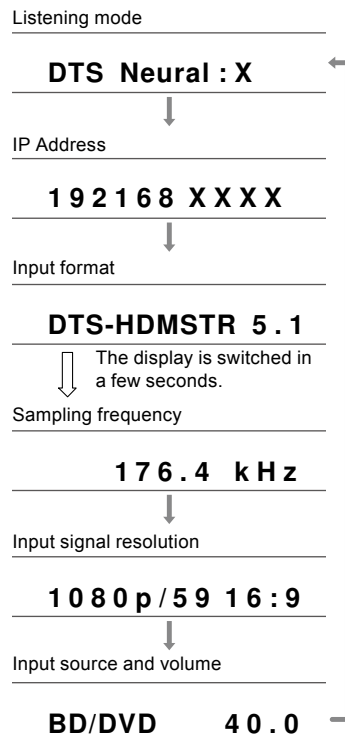 Listening mode
DTS Neural : X
IP Address
192168 XXXX
Input format
DTS-HDMSTR 5.1
The display is switched in
a few seconds.
Sampling frequency
176.4 kHz
Input signal resolution
1080p/59 16:9
Input source and volume
BD/DVD 40.0